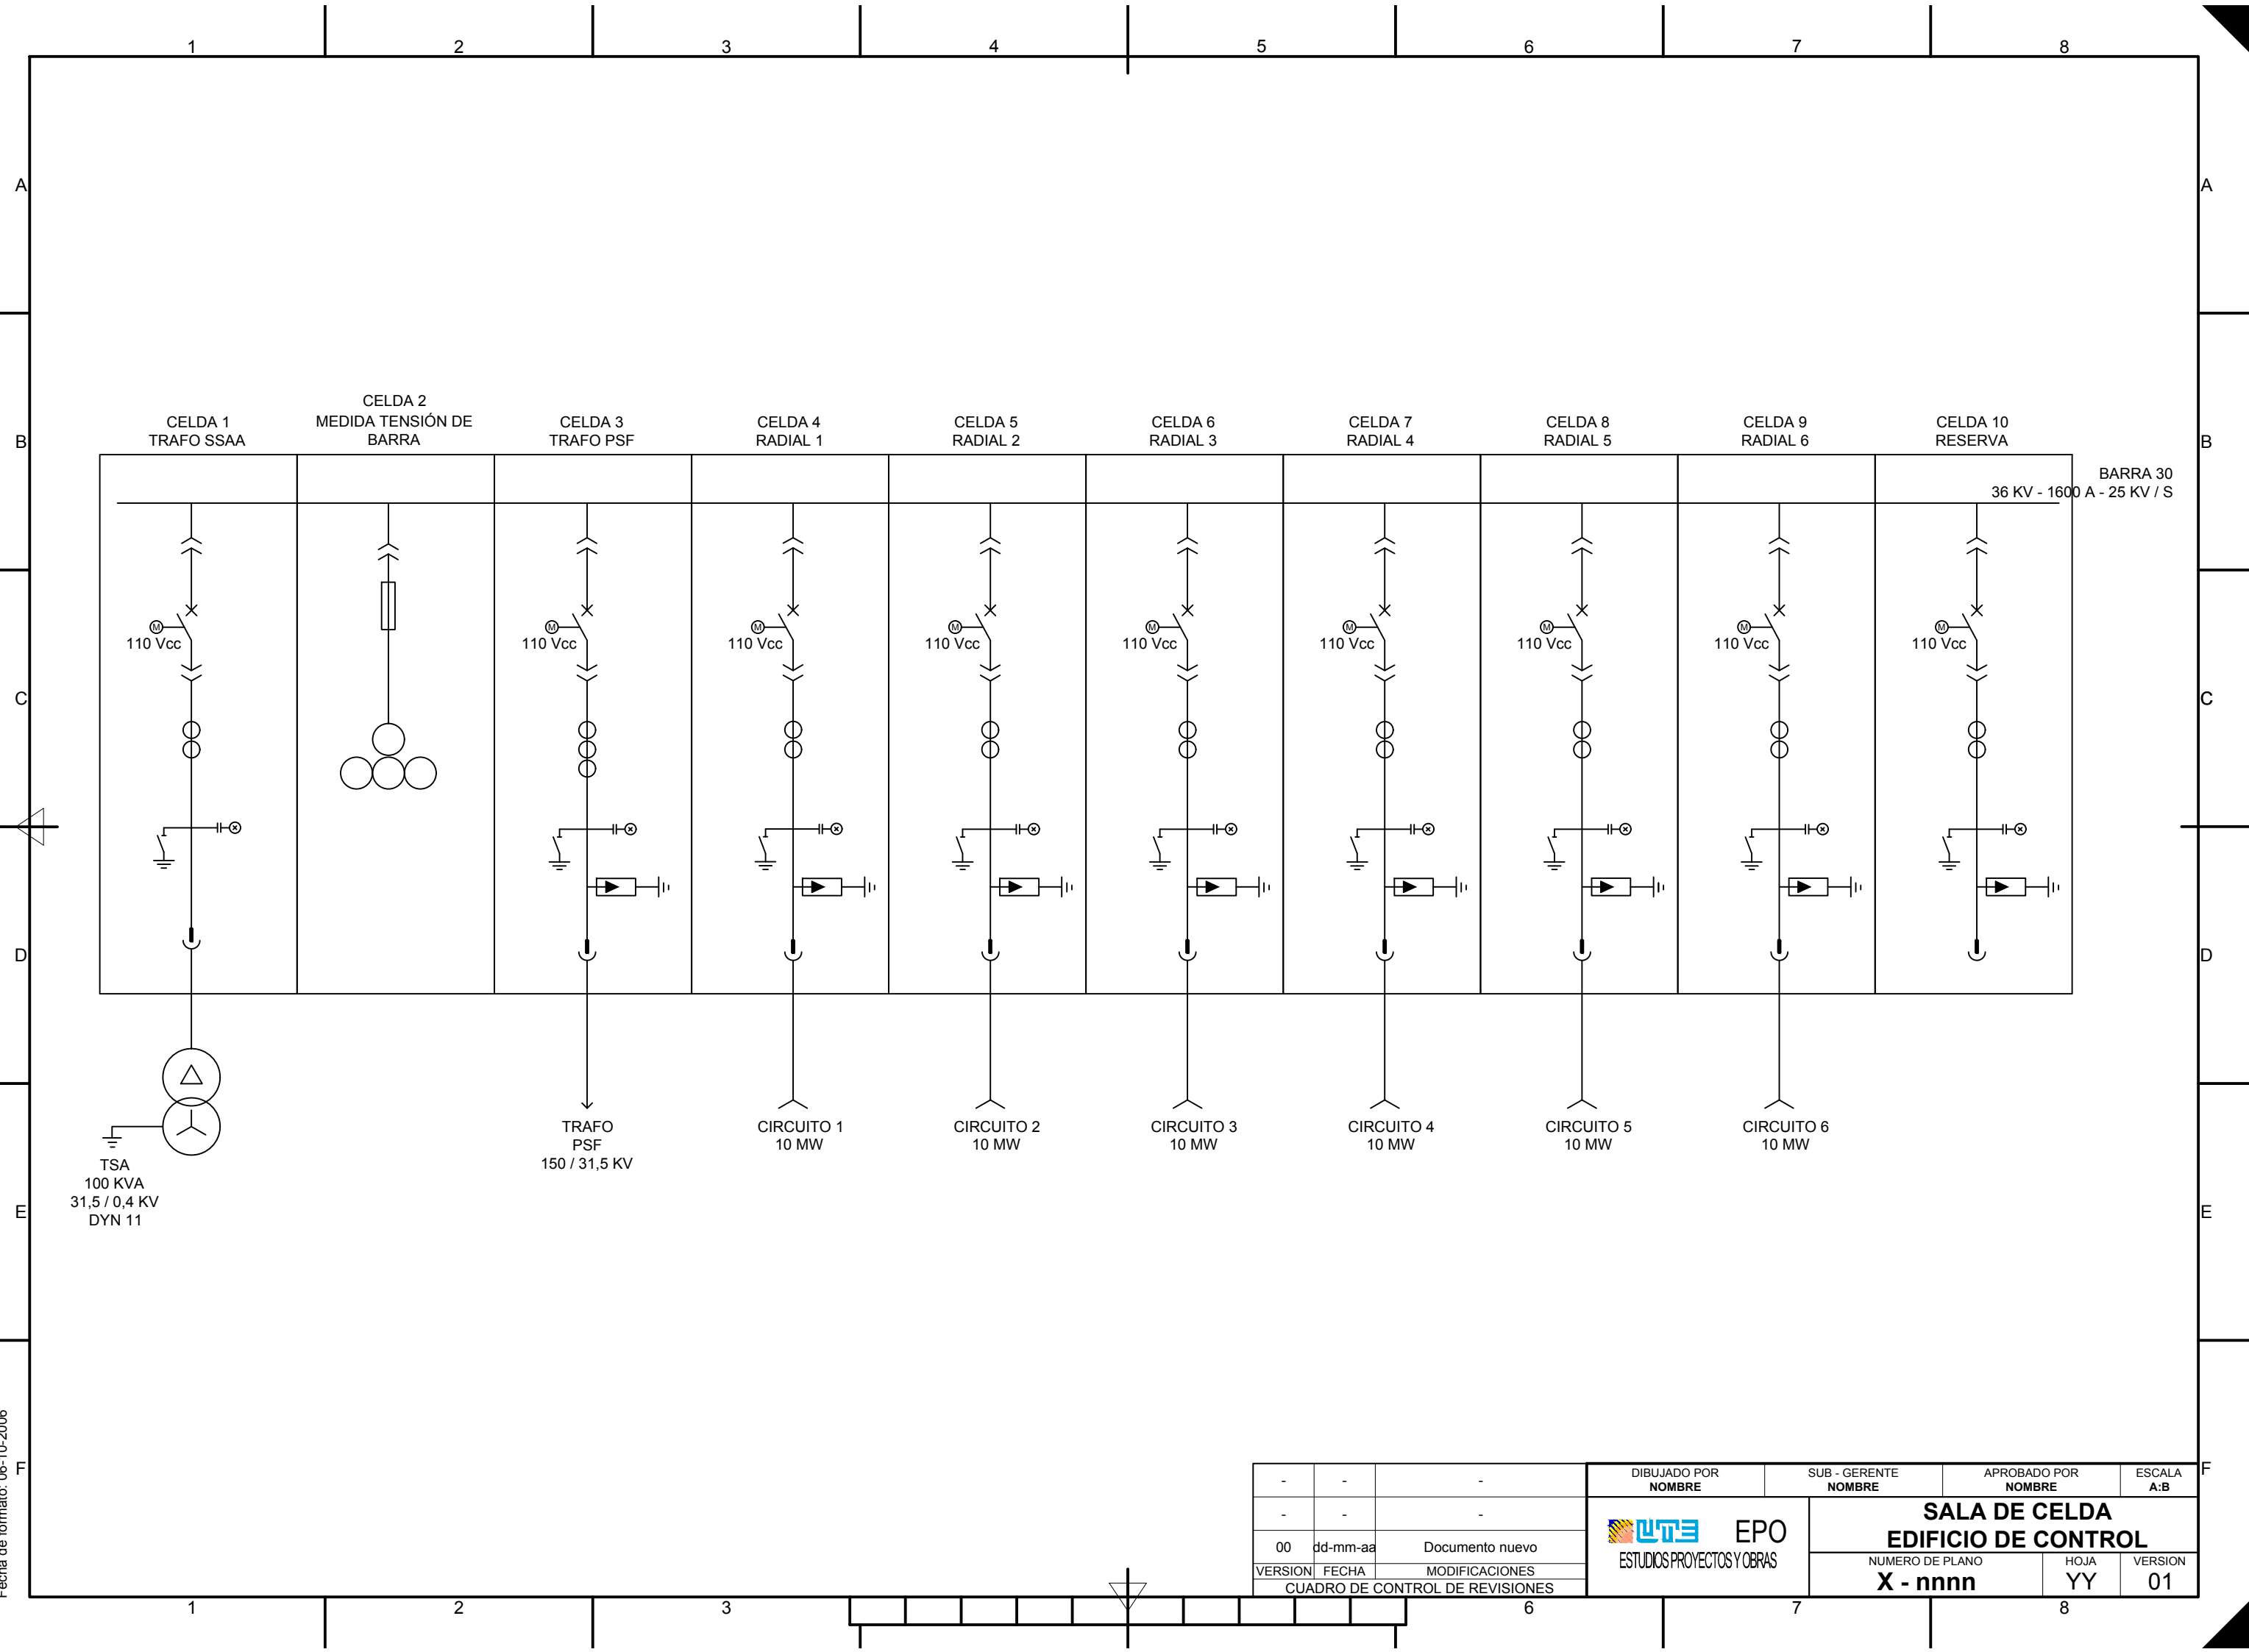 1 2 3 4 5 6 7 8
A A
CELDA 1
TRAFO SSAA
CELDA 2
MEDIDA TENSIÓN DE
BARRA
CELDA 3
TRAFO PSF
CELDA 4
RADIAL 1
CELDA 5
RADIAL 2
CELDA 6
RADIAL 3
CELDA 7
RADIAL 4
CELDA 8
RADIAL 5
CELDA 9
RADIAL 6
CELDA 10
RESERVA
B B
BARRA 30
36 KV - 1600 A - 25 KV / S
M M M M M M M M M
110 Vcc 110 Vcc 110 Vcc 110 Vcc 110 Vcc 110 Vcc 110 Vcc 110 Vcc 110 Vcc
C C
D D
TSA
100 KVA
31,5 / 0,4 KV
DYN 11
TRAFO
PSF
150 / 31,5 KV
CIRCUITO 1
10 MW
CIRCUITO 2
10 MW
CIRCUITO 3
10 MW
CIRCUITO 4
10 MW
CIRCUITO 5
10 MW
CIRCUITO 6
10 MW
E E
F F
Fecha de formato: 06-10-2006
- - -
- - -
00 dd-mm-aa Documento nuevo
VERSION FECHA MODIFICACIONES
CUADRO DE CONTROL DE REVISIONES
DIBUJADO POR
NOMBRE
SUB - GERENTE
NOMBRE
APROBADO POR
NOMBRE
ESCALA
A:B
UTE EPO
ESTUDIOS PROYECTOS Y OBRAS
SALA DE CELDA
EDIFICIO DE CONTROL
NUMERO DE PLANO
X - nnnn
HOJA
YY
VERSION
01
1 2 3 6 7 8